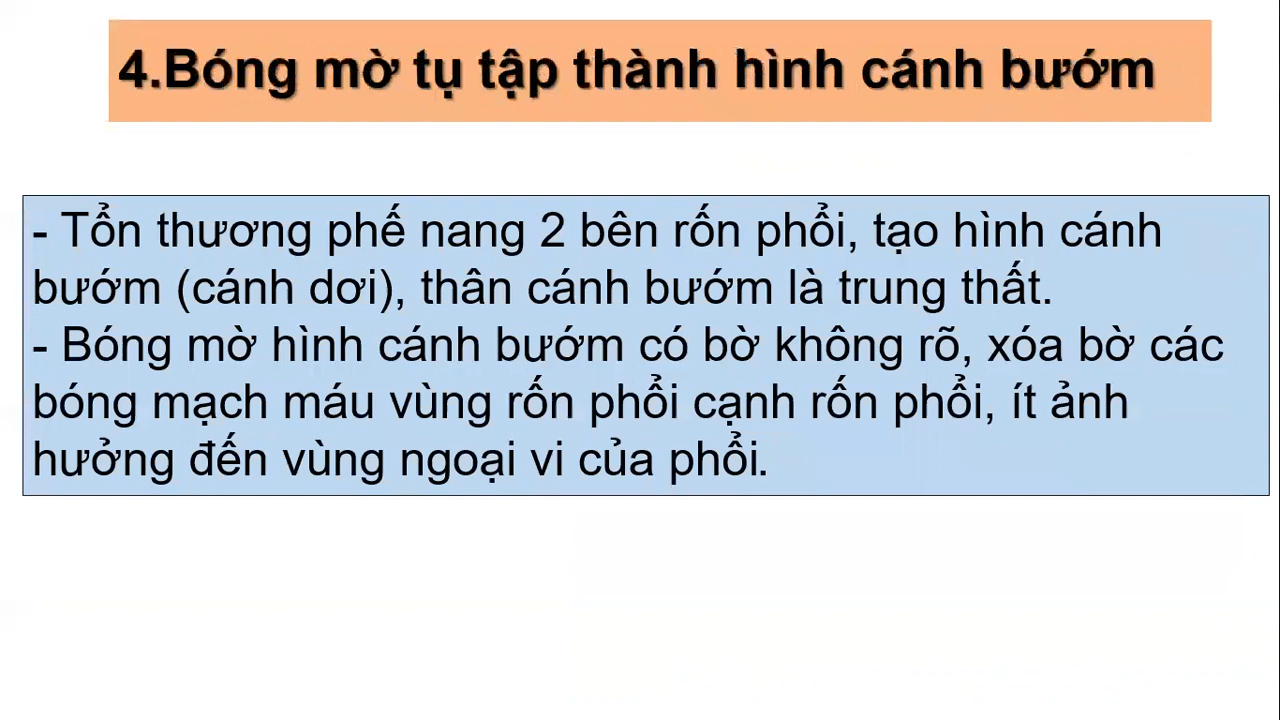 4.Bóng mờ tụ tập thành hình cánh bướm
- Tổn thương phế nang 2 bên rốn phổi, tạo hình cánh
bướm (cánh dơi), thân cánh bướm là trung thất.
- Bóng mờ hình cánh bướm có bờ không rõ, xóa bờ các
bóng mạch máu vùng rốn phổi cạnh rốn phổi, ít ảnh
hưởng đến vùng ngoại vi của phổi.